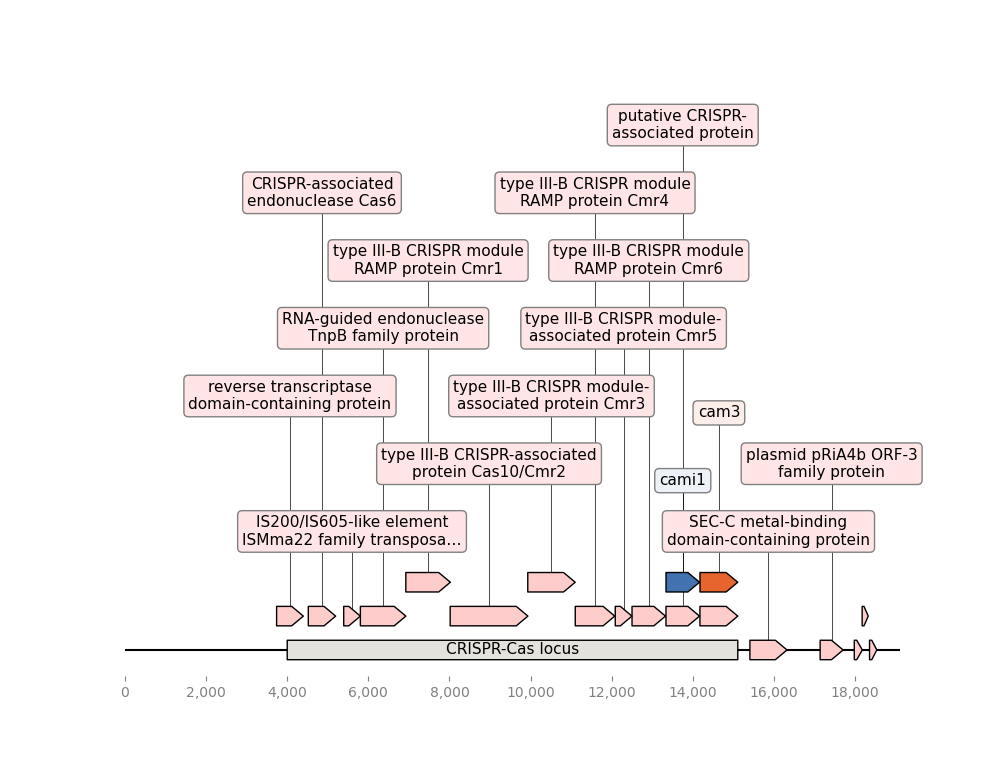 putative CRISPR-
associated protein
CRISPR-associated
endonuclease Cas6
type III-B CRISPR module
RAMP protein Cmr4
type III-B CRISPR module
RAMP protein Cmr1
type III-B CRISPR module
RAMP protein Cmr6
RNA-guided endonuclease
TnpB family protein
type III-B CRISPR module-
associated protein Cmr5
reverse transcriptase
domain-containing protein
type III-B CRISPR module-
associated protein Cmr3
cam3
type III-B CRISPR-associated
protein Cas10/Cmr2
cami1
plasmid pRiA4b ORF-3
family protein
IS200/IS605-like element
ISMma22 family transposa...
SEC-C metal-binding
domain-containing protein
CRISPR-Cas locus
0 2,000 4,000 6,000 8,000 10,000 12,000 14,000 16,000 18,000